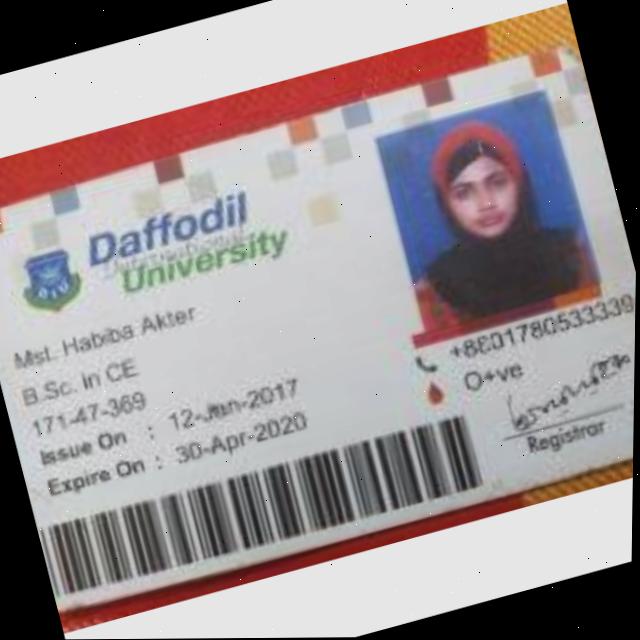 Daffodil
International
University
Mst. Habiba Akter
B.Sc. In CE
171-47-369
Issue On : 12-Jan-2017
Expire On : 30-Apr-2020
+8801780533339
O+ve
Registrar